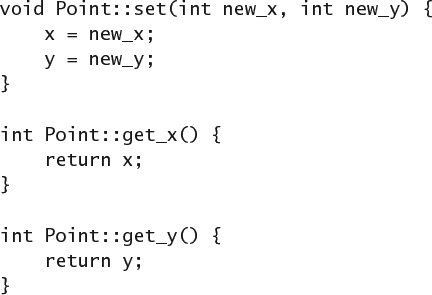 void Point::set(int new_x, int new_y) {
    x = new_x;
    y = new_y;
}

int Point::get_x() {
    return x;
}

int Point::get_y() {
    return y;
}